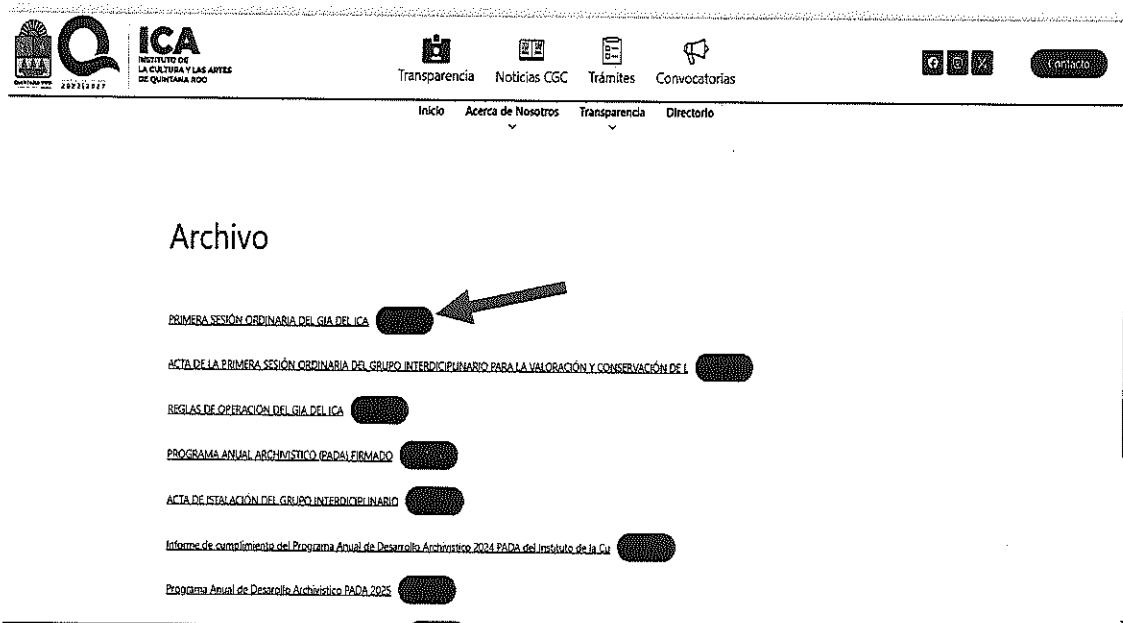 ICA
INSTITUTO DE
LA CULTURA Y LAS ARTES
DE QUINTANA ROO
2022|2027
Transparencia
Noticias CGC
Trámites
Convocatorias
Contacto
Inicio
Acerca de Nosotros
Transparencia
Directorio
Archivo
PRIMERA SESIÓN ORDINARIA DEL GIA DEL ICA
ACTA DE LA PRIMERA SESIÓN ORDINARIA DEL GRUPO INTERDICIPLINARIO PARA LA VALORACIÓN Y CONSERVACIÓN DE L
REGLAS DE OPERACIÓN DEL GIA DEL ICA
PROGRAMA ANUAL ARCHIVISTICO (PADA) FIRMADO
ACTA DE ISTALACIÓN DEL GRUPO INTERDICIPLINARIO
Informe de cumplimiento del Programa Anual de Desarrollo Archivistico 2024 PADA del Instituto de la Cu
Programa Anual de Desarollo Archivistico PADA 2025